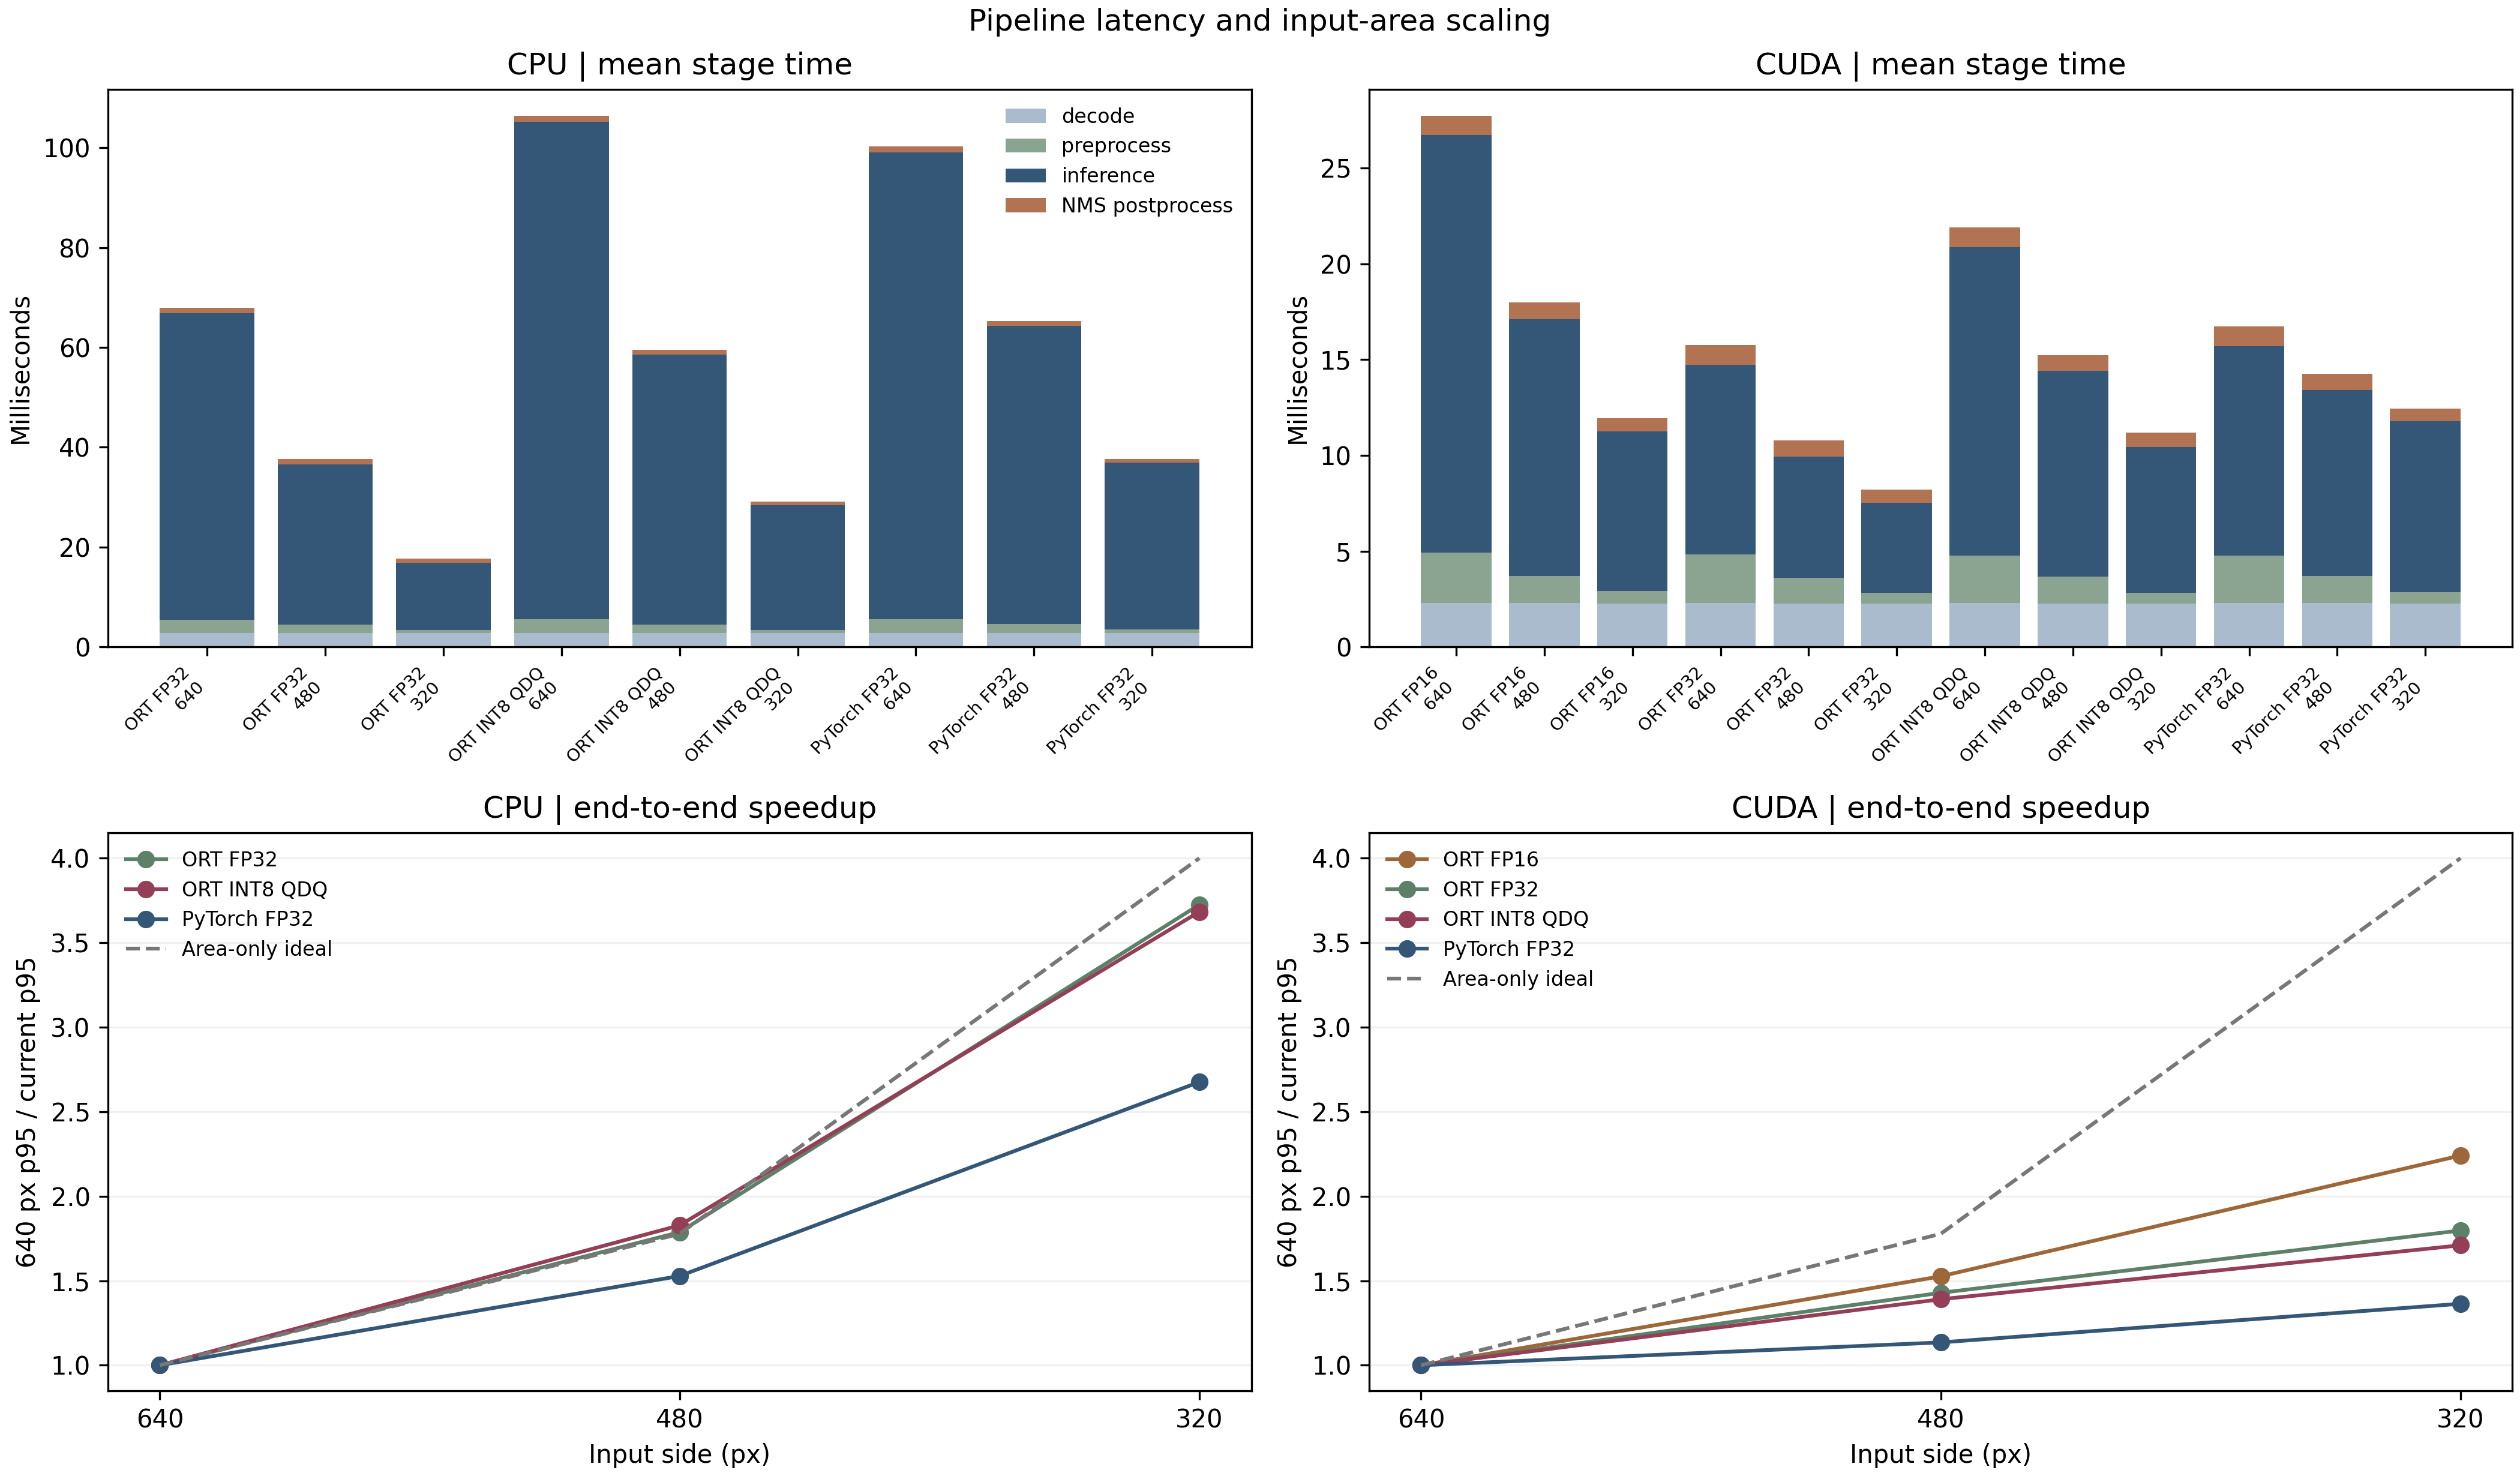 Pipeline latency and input-area scaling
CPU | mean stage time
Milliseconds
100
80
60
40
20
0
decode
preprocess
inference
NMS postprocess
ORT FP32
640
ORT FP32
480
ORT FP32
320
ORT INT8 QDQ
640
ORT INT8 QDQ
480
ORT INT8 QDQ
320
PyTorch FP32
640
PyTorch FP32
480
PyTorch FP32
320
CUDA | mean stage time
Milliseconds
25
20
15
10
5
0
ORT FP16
640
ORT FP16
480
ORT FP16
320
ORT FP32
640
ORT FP32
480
ORT FP32
320
ORT INT8 QDQ
640
ORT INT8 QDQ
480
ORT INT8 QDQ
320
PyTorch FP32
640
PyTorch FP32
480
PyTorch FP32
320
CPU | end-to-end speedup
640 px p95 / current p95
4.0
3.5
3.0
2.5
2.0
1.5
1.0
ORT FP32
ORT INT8 QDQ
PyTorch FP32
Area-only ideal
640
480
320
Input side (px)
CUDA | end-to-end speedup
640 px p95 / current p95
4.0
3.5
3.0
2.5
2.0
1.5
1.0
ORT FP16
ORT FP32
ORT INT8 QDQ
PyTorch FP32
Area-only ideal
640
480
320
Input side (px)